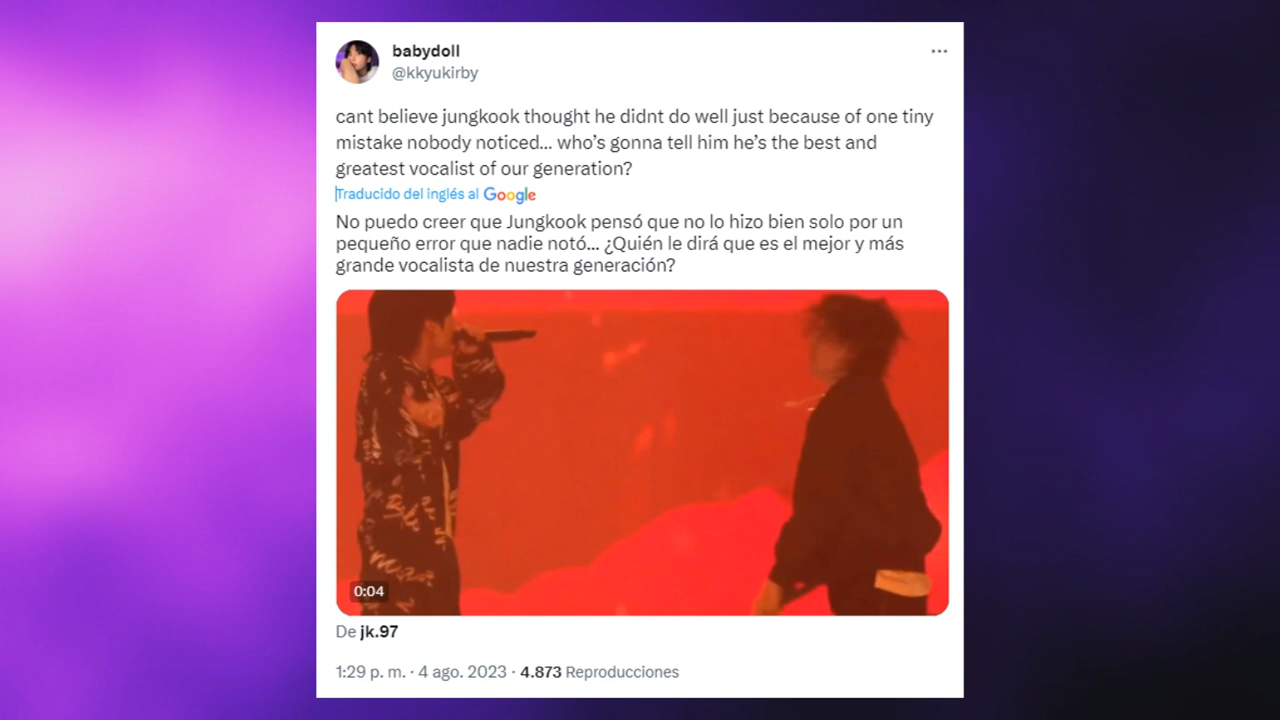 babydoll
@kkyukirby
cant believe jungkook thought he didnt do well just because of one tiny
mistake nobody noticed... who's gonna tell him he's the best and
greatest vocalist of our generation?
Traducido del inglés al Google
No puedo creer que Jungkook pensó que no lo hizo bien solo por un
pequeño error que nadie notó... ¿Quién le dirá que es el mejor y más
grande vocalista de nuestra generación?
0:04
De jk.97
1:29 p. m. · 4 ago. 2023 · 4.873 Reproducciones